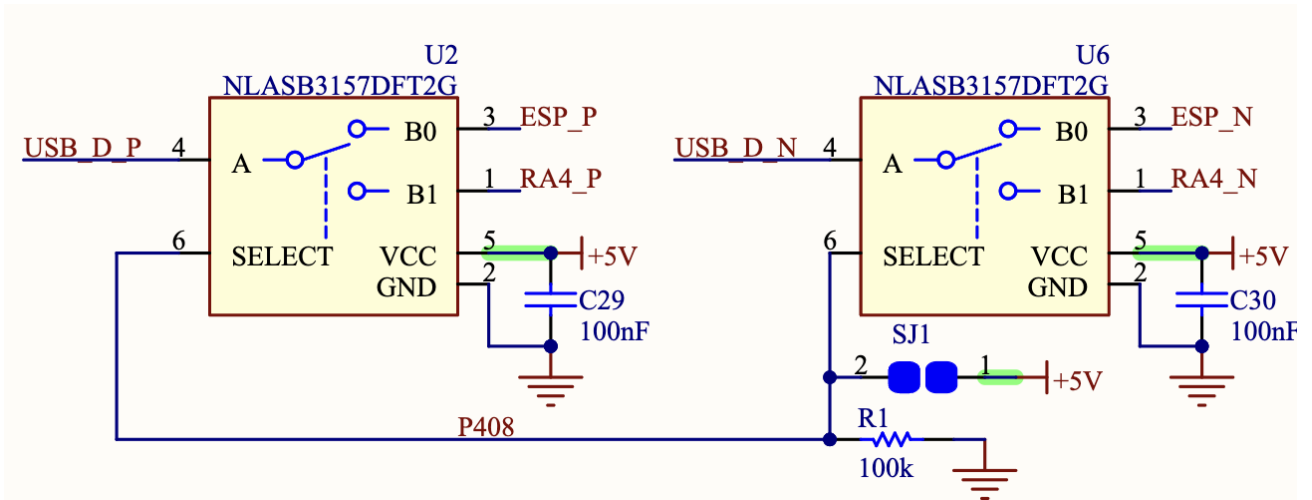 U2
NLASB3157DFT2G
USB_D_P
4
A
B0
3
ESP_P
B1
1
RA4_P
6
SELECT
VCC
5
+5V
GND
2
C29
100nF
U6
NLASB3157DFT2G
USB_D_N
4
A
B0
3
ESP_N
B1
1
RA4_N
6
SELECT
VCC
5
+5V
GND
2
C30
100nF
SJ1
2
1
+5V
P408
R1
100k